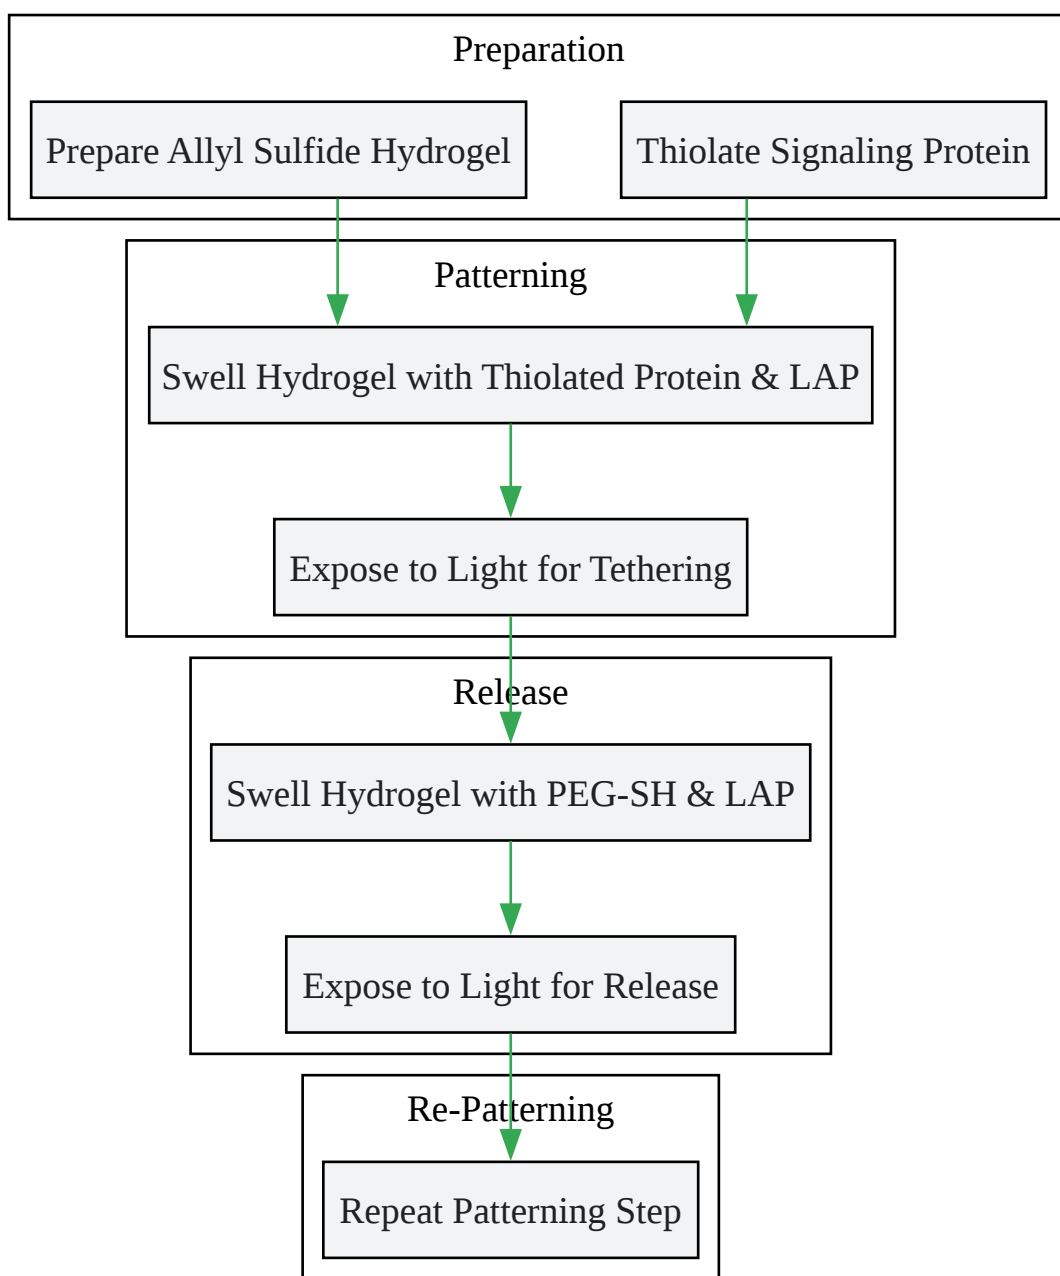 Preparation
Prepare Allyl Sulfide Hydrogel
Thiolate Signaling Protein
Patterning
Swell Hydrogel with Thiolated Protein & LAP
Expose to Light for Tethering
Release
Swell Hydrogel with PEG-SH & LAP
Expose to Light for Release
Re-Patterning
Repeat Patterning Step